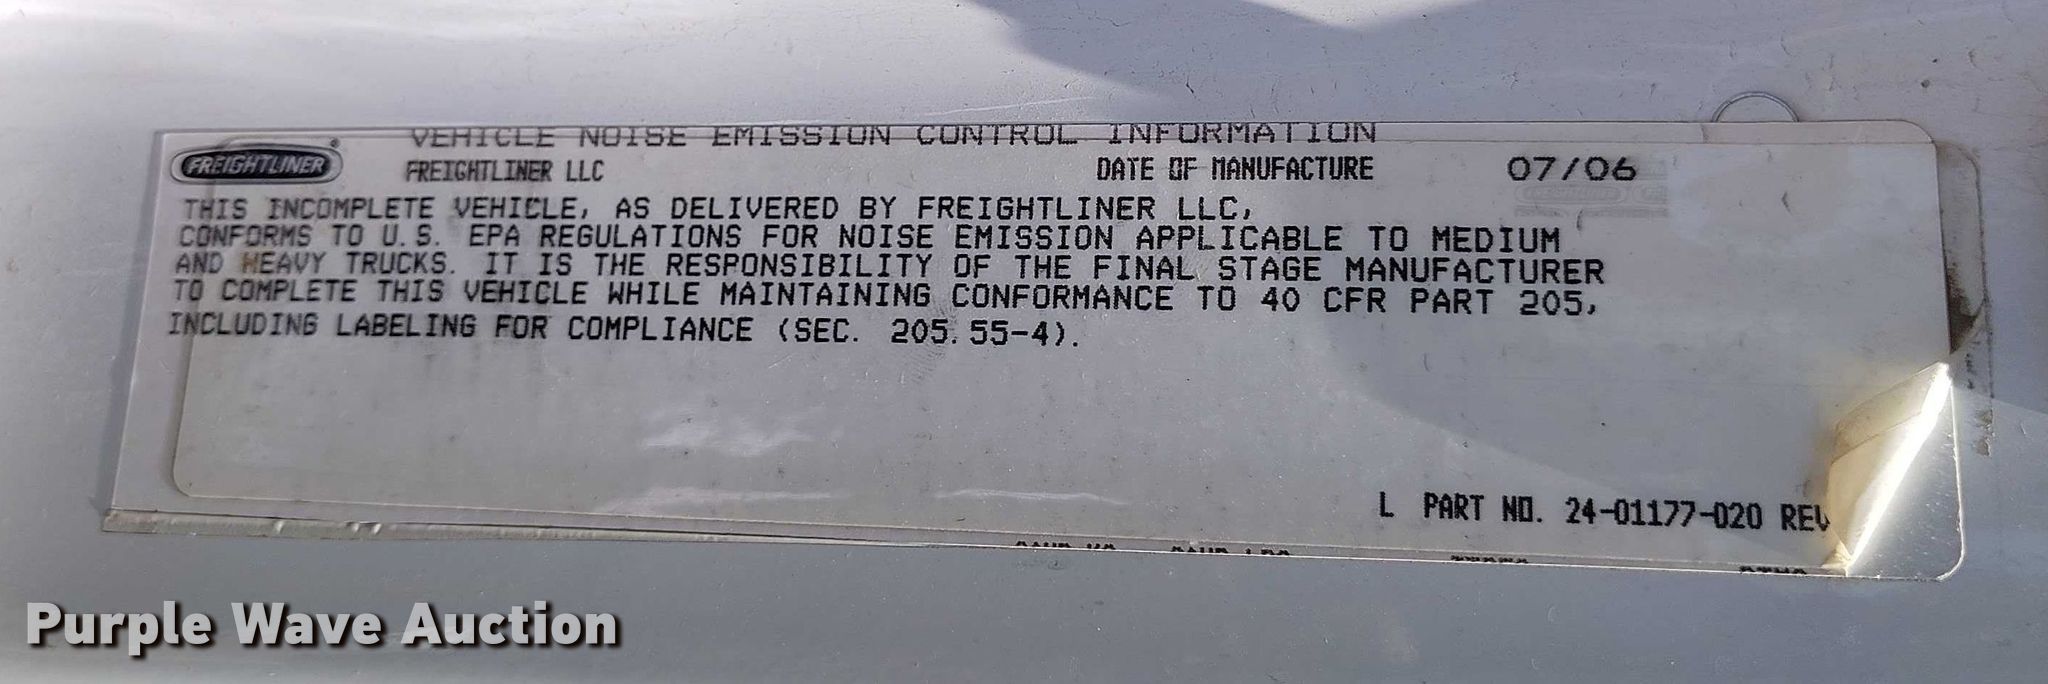 VEHICLE NOISE EMISSION CONTROL INFORMATION
FREIGHTLINER
FREIGHTLINER LLC DATE OF MANUFACTURE 07/06
THIS INCOMPLETE VEHICLE, AS DELIVERED BY FREIGHTLINER LLC,
CONFORMS TO U.S. EPA REGULATIONS FOR NOISE EMISSION APPLICABLE TO MEDIUM
AND HEAVY TRUCKS. IT IS THE RESPONSIBILITY OF THE FINAL STAGE MANUFACTURER
TO COMPLETE THIS VEHICLE WHILE MAINTAINING CONFORMANCE TO 40 CFR PART 205,
INCLUDING LABELING FOR COMPLIANCE (SEC. 205.55-4).
L PART NO. 24-01177-020 REV
Purple Wave Auction